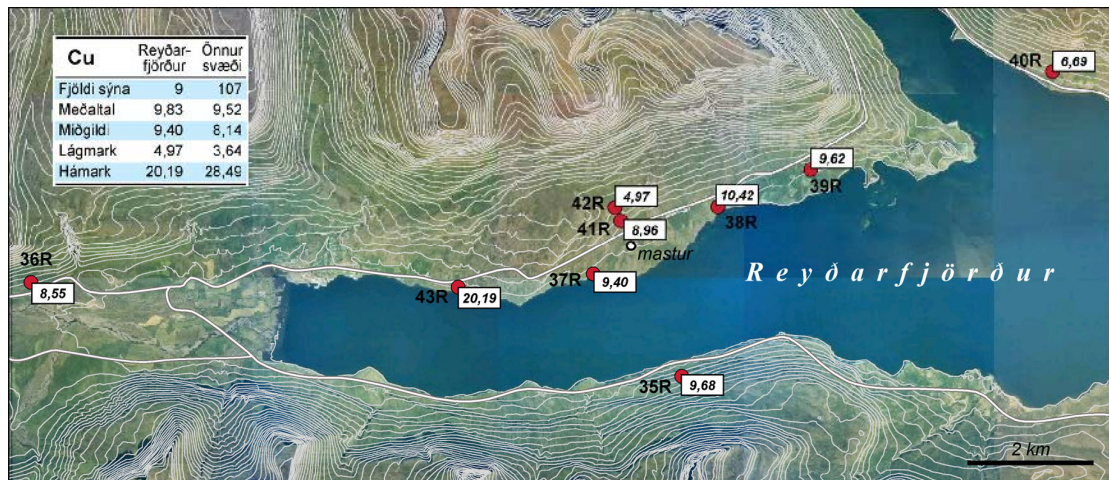 Cu Reyðar- Önnur
fjörður svæði
Fjöldi sýna 9 107
Meðaltal 9,83 9,52
Miðgildi 9,40 8,14
Lágmark 4,97 3,64
Hámark 20,19 28,49
40R 6,69
9,62
39R
42R 4,97
10,42
38R
41R 8,96
mastur
36R
8,55
37R 9,40
43R 20,19
Reyðarfjörður
35R 9,68
2 km